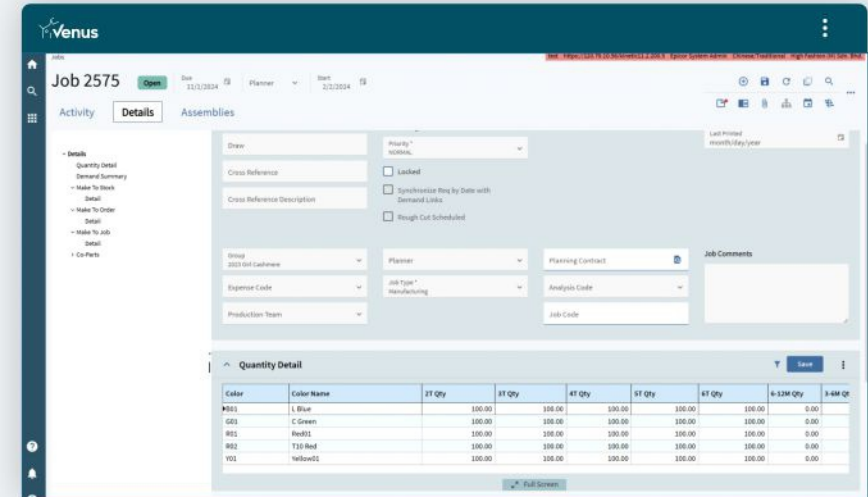 Venus
Jobs
Job 2575 Open Due 11/1/2024 Planner Start 2/2/2024
Activity Details Assemblies
Details
Quantity Detail
Demand Summary
Make To Stock
Detail
Make To Order
Detail
Make To Job
Detail
Co-Parts
Draw
Priority *
NORMAL
Last Printed
month/day/year
Cross Reference
Locked
Cross Reference Description
Synchronize Req by Date with
Demand Links
Rough Cut Scheduled
Group
2023 Girl Cashmere
Planner
Planning Contract
Job Comments
Expense Code
Job Type *
Manufacturing
Analysis Code
Production Team
Job Code
Quantity Detail Save
Color Color Name 2T Qty 3T Qty 4T Qty 5T Qty 6T Qty 6-12M Qty 3-6M Qt
B01 L Blue 100.00 100.00 100.00 100.00 100.00 0.00
G01 C Green 100.00 100.00 100.00 100.00 100.00 0.00
R01 Red01 100.00 100.00 100.00 100.00 100.00 0.00
R02 T10 Red 100.00 100.00 100.00 100.00 100.00 0.00
Y01 Yellow01 100.00 100.00 100.00 100.00 100.00 0.00
Full Screen